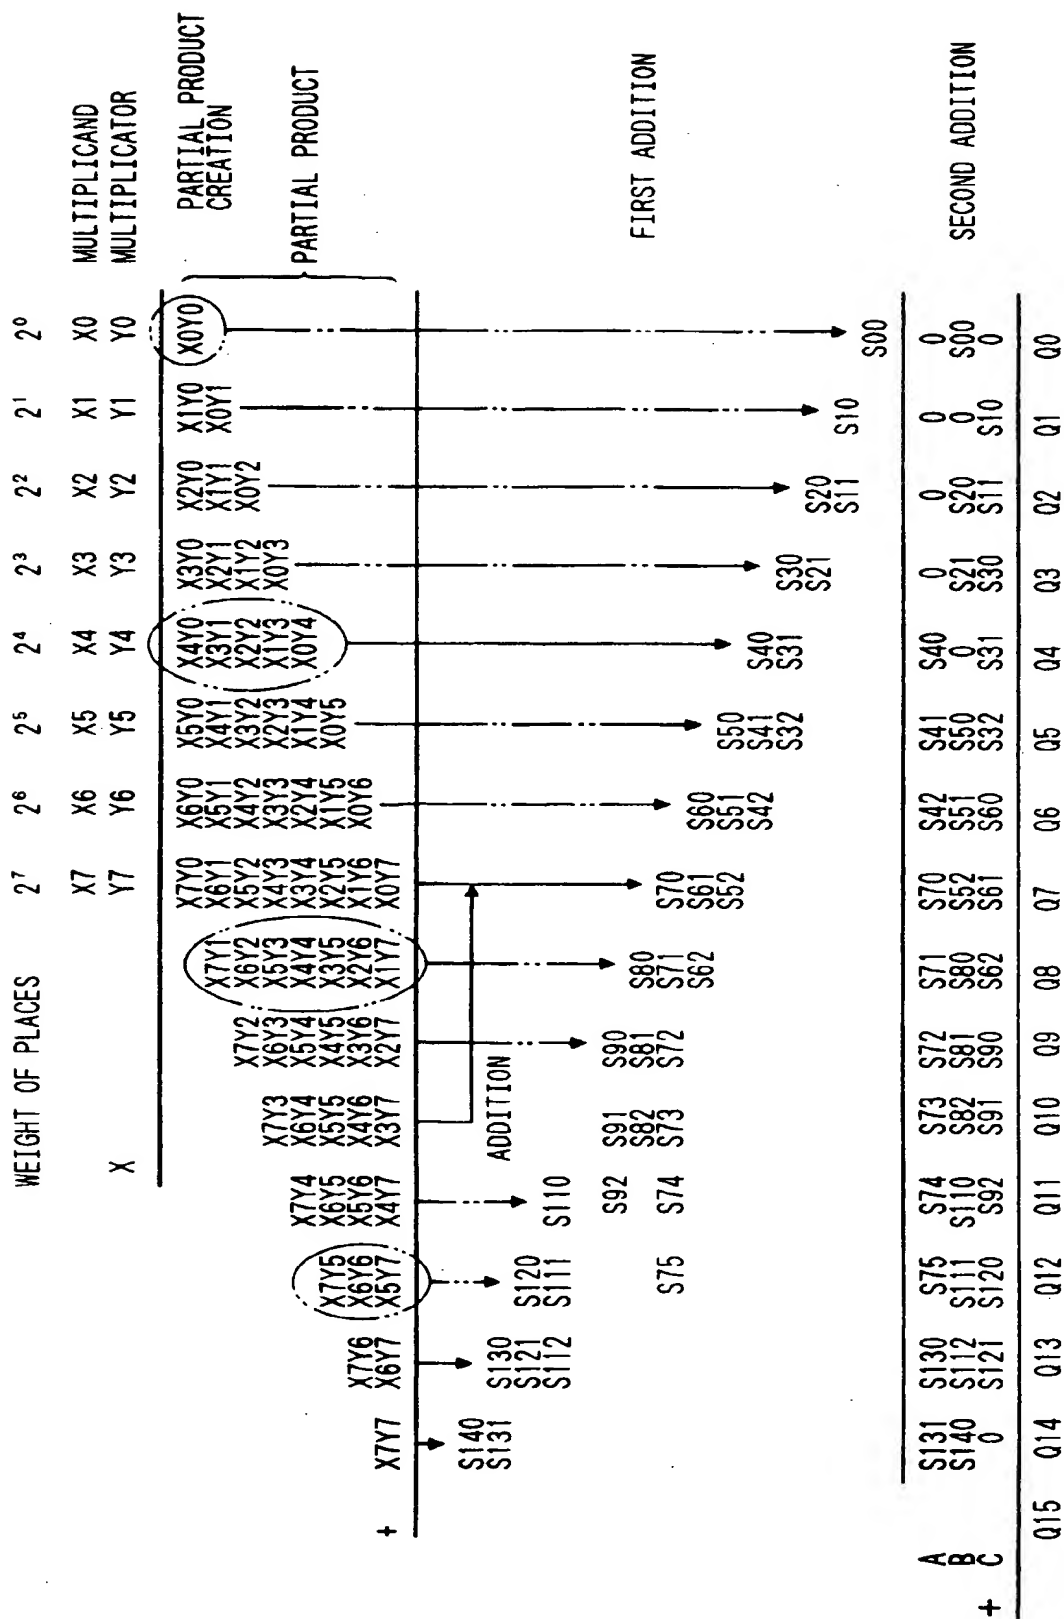 WEIGHT OF PLACES 2⁷ 2⁶ 2⁵ 2⁴ 2³ 2² 2¹ 2⁰
X7 X6 X5 X4 X3 X2 X1 X0 MULTIPLICAND
X Y7 Y6 Y5 Y4 Y3 Y2 Y1 Y0 MULTIPLICATOR
X7Y0 X6Y0 X5Y0 X4Y0 X3Y0 X2Y0 X1Y0 X0Y0 PARTIAL PRODUCT
X7Y1 X6Y1 X5Y1 X4Y1 X3Y1 X2Y1 X1Y1 X0Y1 CREATION
X7Y2 X6Y2 X5Y2 X4Y2 X3Y2 X2Y2 X1Y2 X0Y2
X7Y3 X6Y3 X5Y3 X4Y3 X3Y3 X2Y3 X1Y3 X0Y3
X7Y4 X6Y4 X5Y4 X4Y4 X3Y4 X2Y4 X1Y4 X0Y4 PARTIAL PRODUCT
X7Y5 X6Y5 X5Y5 X4Y5 X3Y5 X2Y5 X1Y5 X0Y5
X7Y6 X6Y6 X5Y6 X4Y6 X3Y6 X2Y6 X1Y6 X0Y6
+ X7Y7 X6Y7 X5Y7 X4Y7 X3Y7 X2Y7 X1Y7 X0Y7
S140
S131 S130 ADDITION
S121 S120
S112 S111 S110
S92 S91 S90
S82 S81 S80 FIRST ADDITION
S75 S74 S73 S72 S71 S70
S62 S61 S60
S52 S51 S50
S42 S41 S40
S32 S31 S30
S21 S20
S11 S10
S00
A S131 S130 S75 S74 S73 S72 S71 S70 S42 S41 S40 0 0 0 0
B S140 S112 S111 S110 S82 S81 S80 S52 S51 S50 0 S21 S20 0 S00 SECOND ADDITION
+ C 0 S121 S120 S92 S91 S90 S62 S61 S60 S32 S31 S30 S11 S10 0
Q15 Q14 Q13 Q12 Q11 Q10 Q9 Q8 Q7 Q6 Q5 Q4 Q3 Q2 Q1 Q0